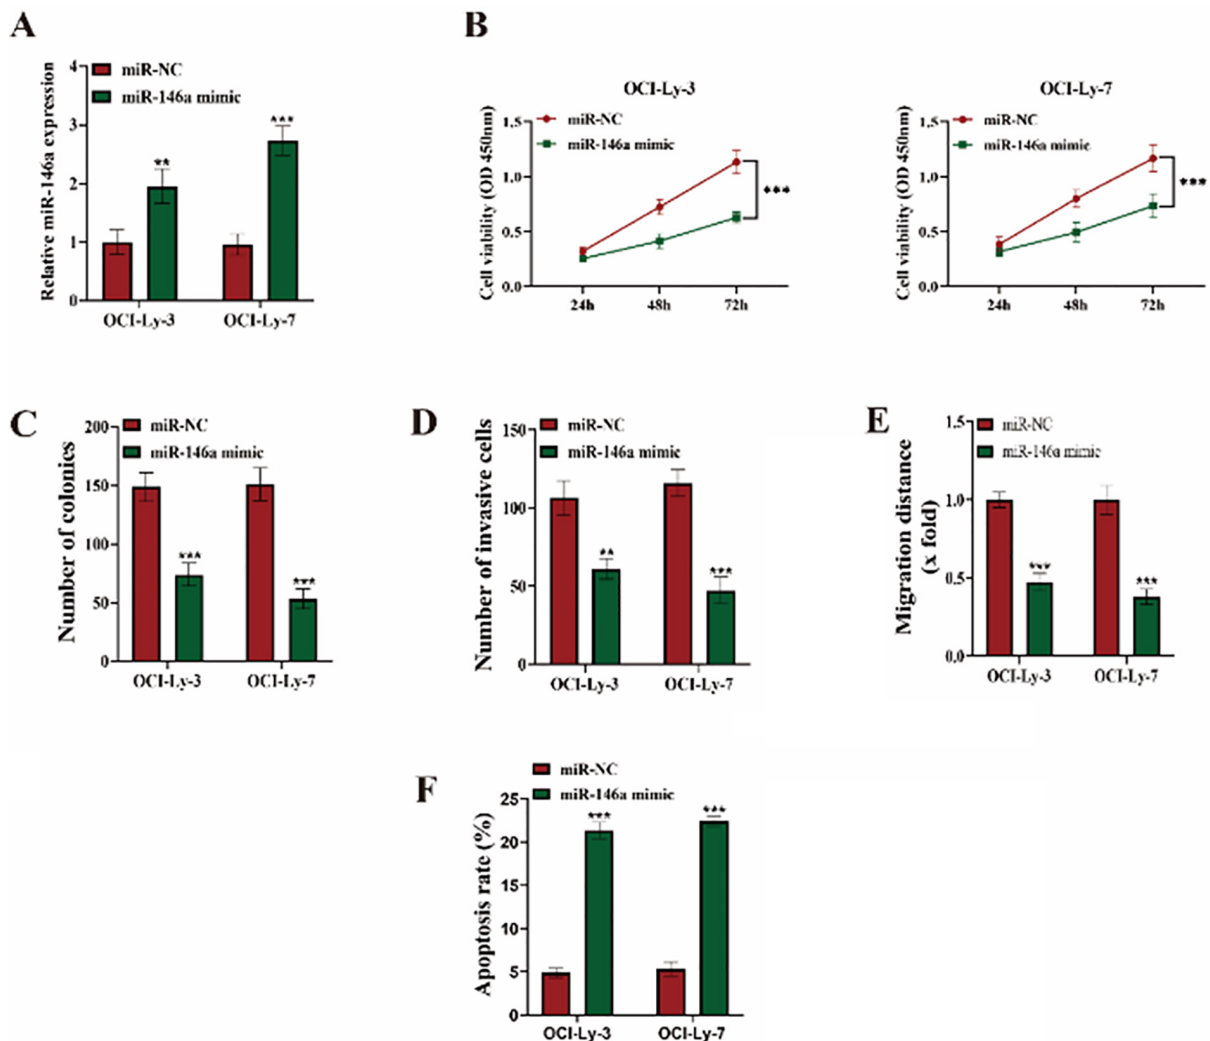 A
miR-NC
miR-146a mimic
Relative miR-146a expression
4
3
2
1
0
**
***
OCI-Ly-3
OCI-Ly-7
B
OCI-Ly-3
miR-NC
miR-146a mimic
Cell viability (OD 450nm)
1.5
1.0
0.5
0.0
***
24h
48h
72h
OCI-Ly-7
miR-NC
miR-146a mimic
Cell viability (OD 450nm)
1.5
1.0
0.5
0.0
***
24h
48h
72h
C
miR-NC
miR-146a mimic
Number of colonies
200
150
100
50
0
***
***
OCI-Ly-3
OCI-Ly-7
D
miR-NC
miR-146a mimic
Number of invasive cells
150
100
50
0
**
***
OCI-Ly-3
OCI-Ly-7
E
miR-NC
miR-146a mimic
Migration distance
(x fold)
1.5
1.0
0.5
0.0
***
***
OCI-Ly-3
OCI-Ly-7
F
miR-NC
miR-146a mimic
Apoptosis rate (%)
25
20
15
10
5
0
***
***
OCI-Ly-3
OCI-Ly-7